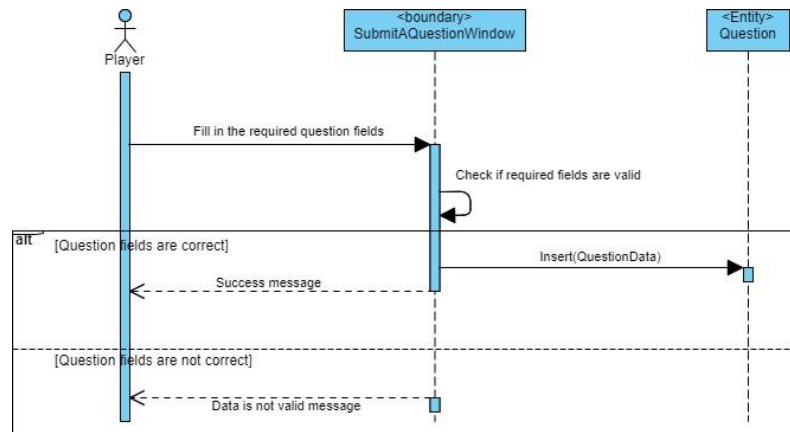 <boundary>
SubmitAQuestionWindow
<Entity>
Question
Player
Fill in the required question fields
Check if required fields are valid
alt
[Question fields are correct]
Insert(QuestionData)
Success message
[Question fields are not correct]
Data is not valid message